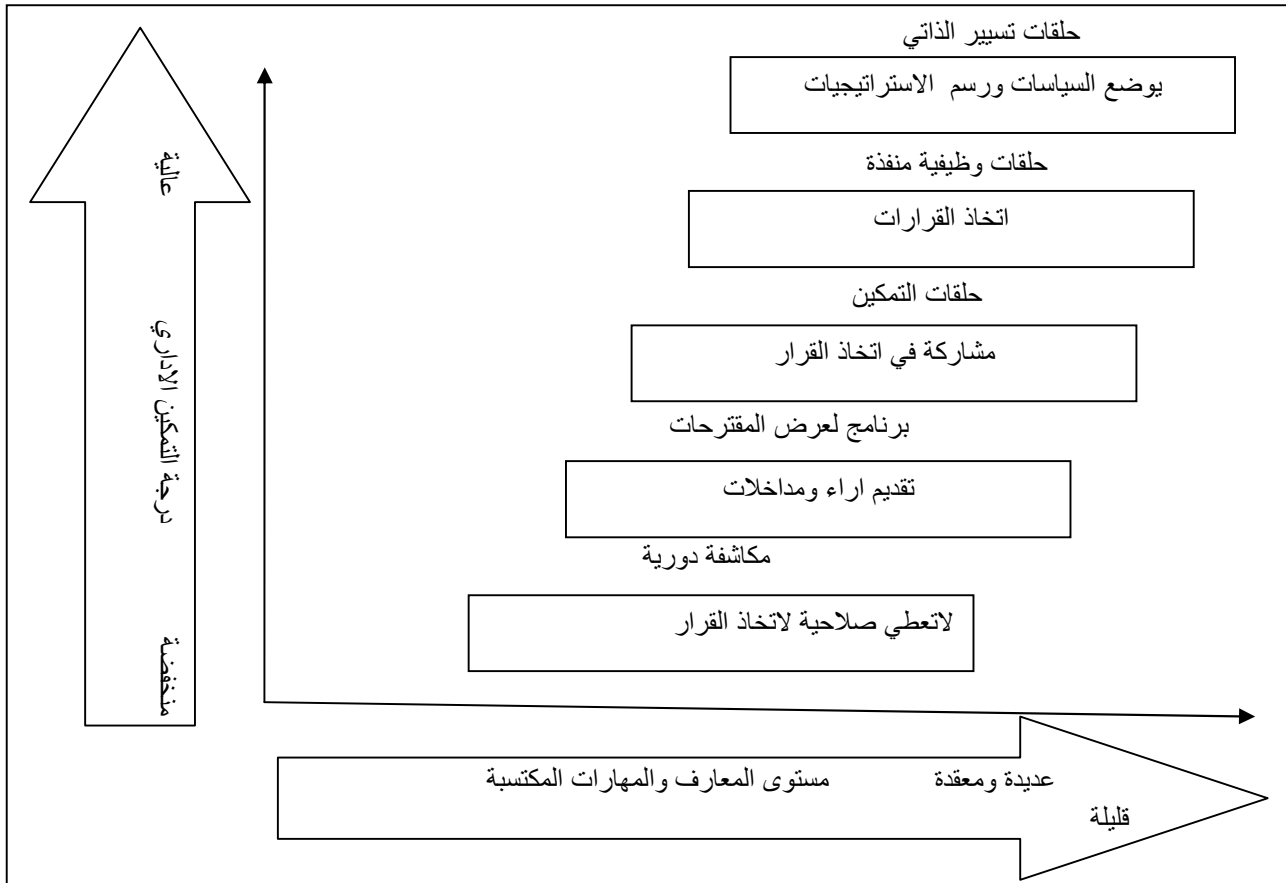 حلقات تسيير الذاتي
يوضع السياسات ورسم الاستراتيجيات
حلقات وظيفية منفذة
اتخاذ القرارات
حلقات التمكين
مشاركة في اتخاذ القرار
برنامج لعرض المقترحات
تقديم اراء ومداخلات
مكاشفة دورية
لاتعطي صلاحية لاتخاذ القرار
عالية
درجة التمكين الاداري
منخفضة
مستوى المعارف والمهارات المكتسبة عديدة ومعقدة
قليلة